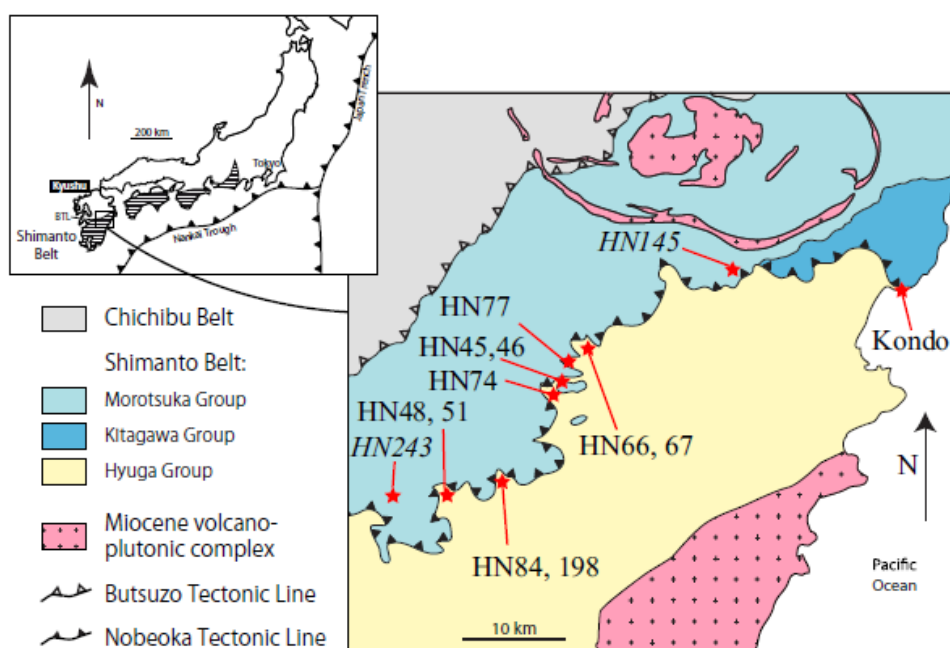 N
200 km
Japan Trench
Tokyo
Kyushu
BTL
Shimanto
Belt
Nankai Trough
Chichibu Belt
Shimanto Belt:
Morotsuka Group
Kitagawa Group
Hyuga Group
Miocene volcano-
plutonic complex
Butsuzo Tectonic Line
Nobeoka Tectonic Line
HN145
HN77
HN45,46
HN74
HN48, 51
HN243
Kondo
HN66, 67
HN84, 198
N
Pacific
Ocean
10 km